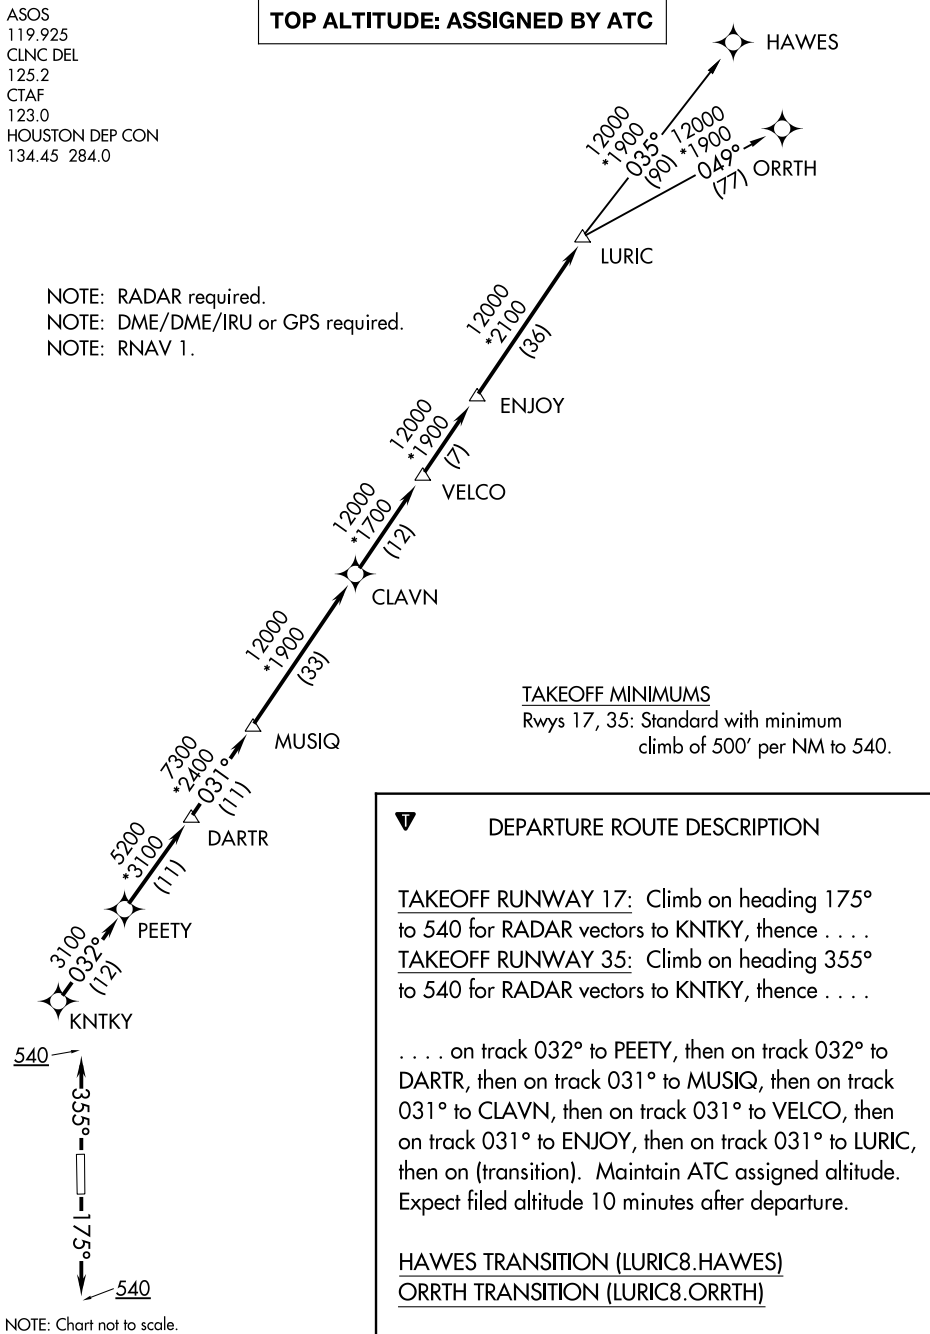 ASOS
119.925
CLNC DEL
125.2
CTAF
123.0
HOUSTON DEP CON
134.45 284.0
TOP ALTITUDE: ASSIGNED BY ATC
HAWES
12000
*1900
035°
(90)
12000
*1900
049°
(77)
ORRTH
LURIC
NOTE: RADAR required.
NOTE: DME/DME/IRU or GPS required.
NOTE: RNAV 1.
12000
*2100
(36)
ENJOY
12000
*1900
(7)
VELCO
12000
*1700
(12)
CLAVN
12000
*1900
(33)
MUSIQ
7300
*2400
031°
(11)
DARTR
5200
*3100
(11)
PEETY
3100
032°
(12)
KNTKY
540
355°
175°
540
NOTE: Chart not to scale.
TAKEOFF MINIMUMS
Rwys 17, 35: Standard with minimum
climb of 500' per NM to 540.
T
DEPARTURE ROUTE DESCRIPTION
TAKEOFF RUNWAY 17: Climb on heading 175°
to 540 for RADAR vectors to KNTKY, thence . . . .
TAKEOFF RUNWAY 35: Climb on heading 355°
to 540 for RADAR vectors to KNTKY, thence . . . .
. . . . on track 032° to PEETY, then on track 032° to
DARTR, then on track 031° to MUSIQ, then on track
031° to CLAVN, then on track 031° to VELCO, then
on track 031° to ENJOY, then on track 031° to LURIC,
then on (transition). Maintain ATC assigned altitude.
Expect filed altitude 10 minutes after departure.
HAWES TRANSITION (LURIC8.HAWES)
ORRTH TRANSITION (LURIC8.ORRTH)